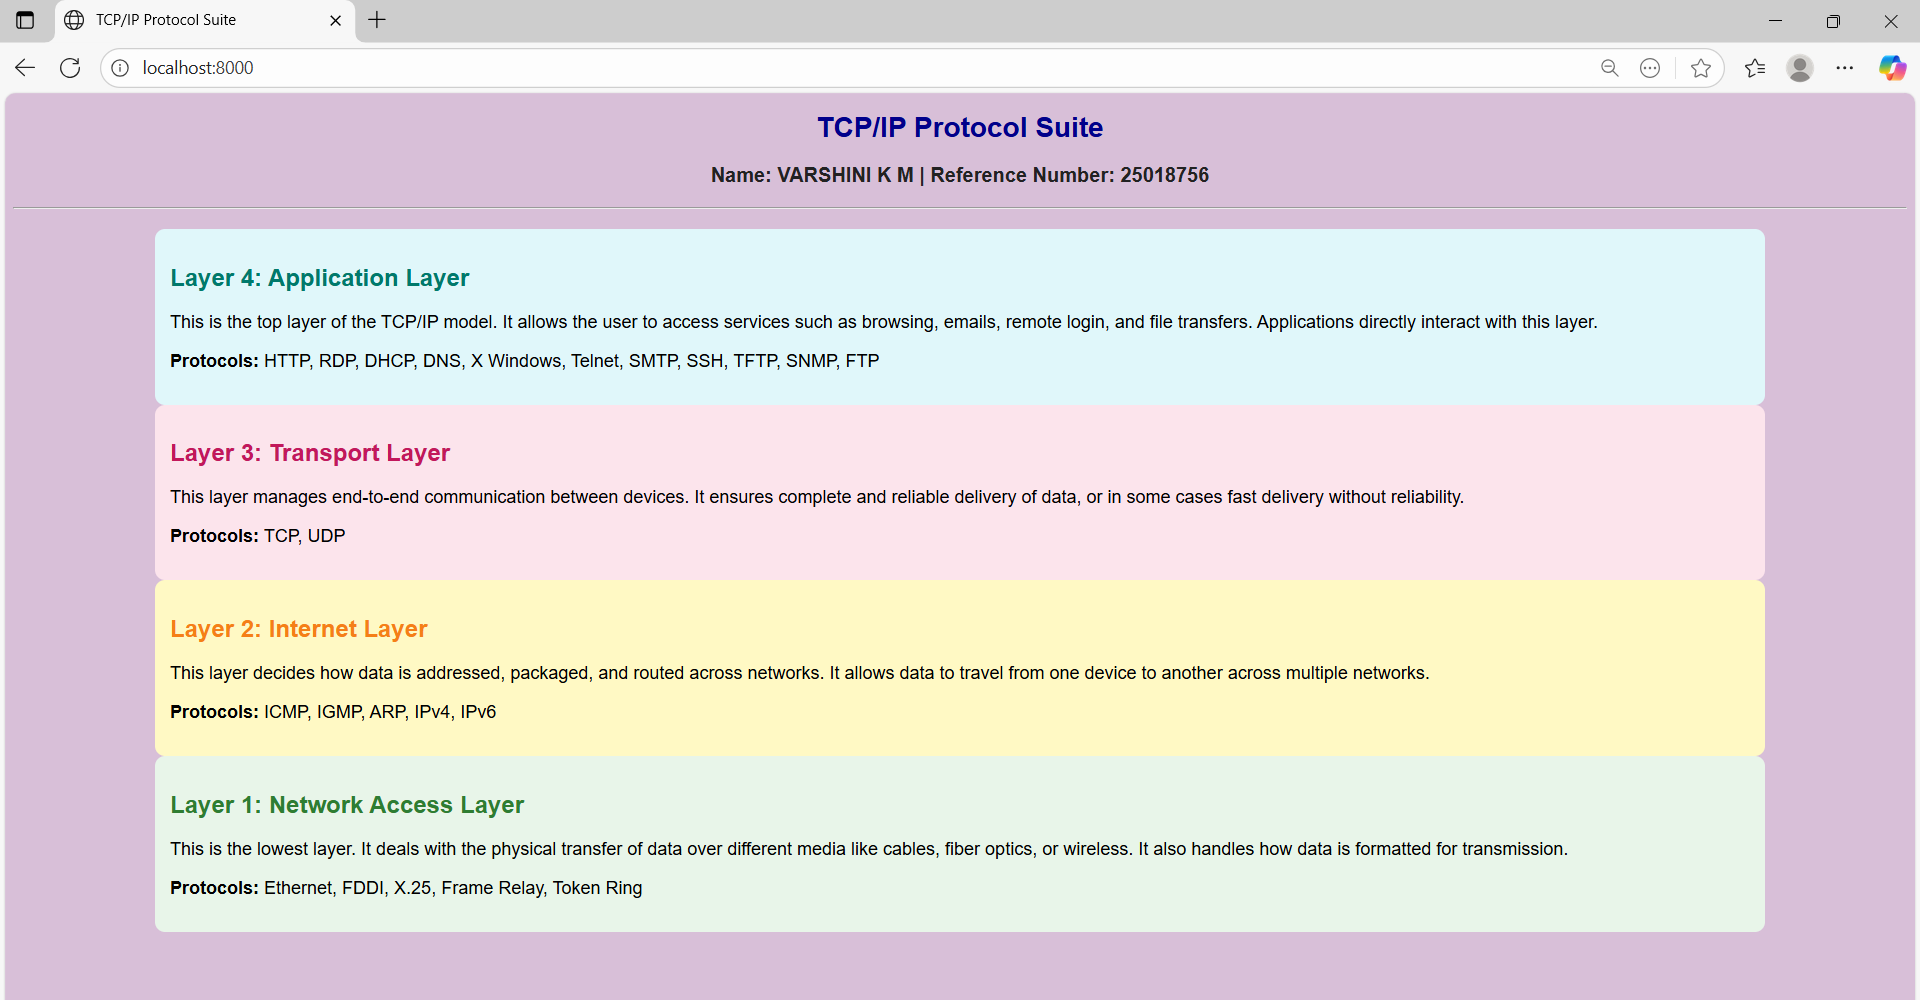 TCP/IP Protocol Suite
localhost:8000
TCP/IP Protocol Suite
Name: VARSHINI K M | Reference Number: 25018756
Layer 4: Application Layer
This is the top layer of the TCP/IP model. It allows the user to access services such as browsing, emails, remote login, and file transfers. Applications directly interact with this layer.
Protocols: HTTP, RDP, DHCP, DNS, X Windows, Telnet, SMTP, SSH, TFTP, SNMP, FTP
Layer 3: Transport Layer
This layer manages end-to-end communication between devices. It ensures complete and reliable delivery of data, or in some cases fast delivery without reliability.
Protocols: TCP, UDP
Layer 2: Internet Layer
This layer decides how data is addressed, packaged, and routed across networks. It allows data to travel from one device to another across multiple networks.
Protocols: ICMP, IGMP, ARP, IPv4, IPv6
Layer 1: Network Access Layer
This is the lowest layer. It deals with the physical transfer of data over different media like cables, fiber optics, or wireless. It also handles how data is formatted for transmission.
Protocols: Ethernet, FDDI, X.25, Frame Relay, Token Ring